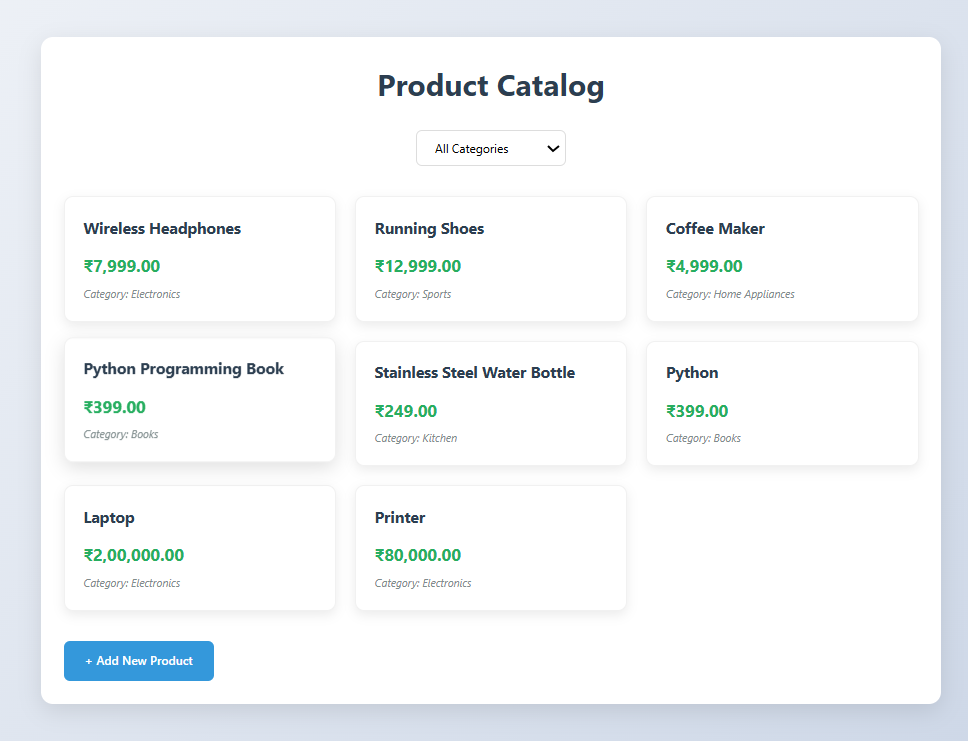 Product Catalog
All Categories
Wireless Headphones
₹7,999.00
Category: Electronics
Running Shoes
₹12,999.00
Category: Sports
Coffee Maker
₹4,999.00
Category: Home Appliances
Python Programming Book
₹399.00
Category: Books
Stainless Steel Water Bottle
₹249.00
Category: Kitchen
Python
₹399.00
Category: Books
Laptop
₹2,00,000.00
Category: Electronics
Printer
₹80,000.00
Category: Electronics
+ Add New Product